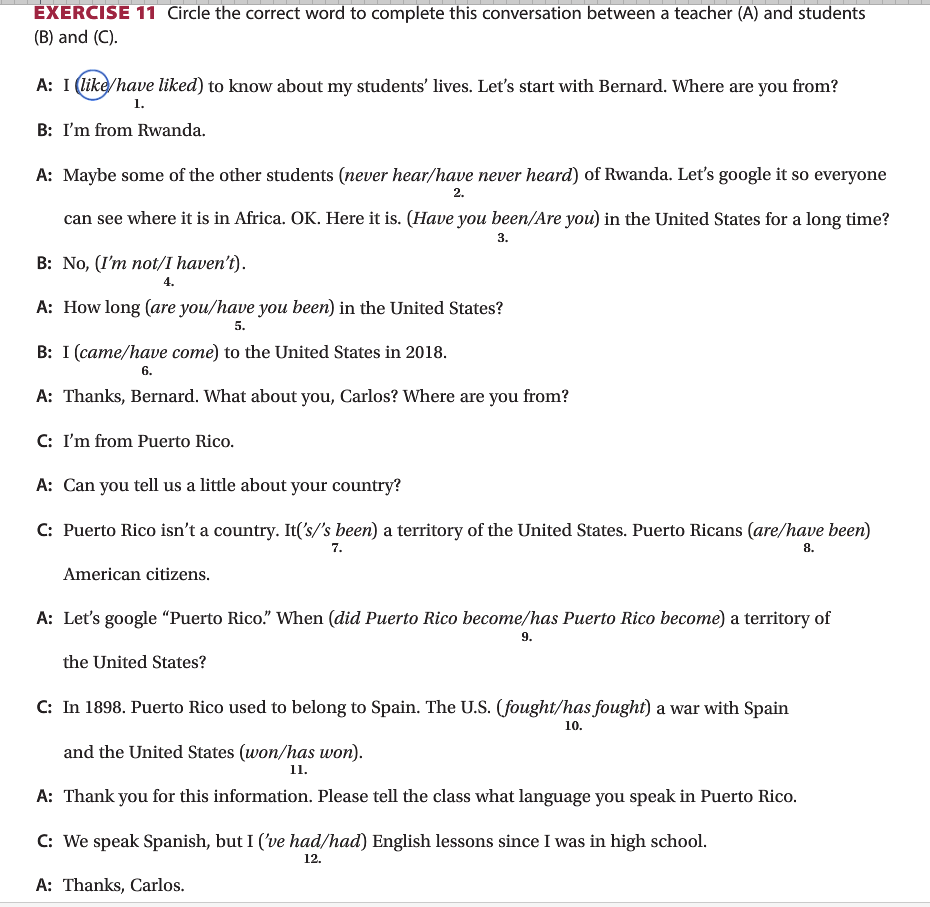 EXERCISE 11 Circle the correct word to complete this conversation between a teacher (A) and students
(B) and (C).
A: I (like/have liked) to know about my students’ lives. Let’s start with Bernard. Where are you from?
1.
B: I’m from Rwanda.
A: Maybe some of the other students (never hear/have never heard) of Rwanda. Let’s google it so everyone
2.
can see where it is in Africa. OK. Here it is. (Have you been/Are you) in the United States for a long time?
3.
B: No, (I’m not/I haven’t).
4.
A: How long (are you/have you been) in the United States?
5.
B: I (came/have come) to the United States in 2018.
6.
A: Thanks, Bernard. What about you, Carlos? Where are you from?
C: I’m from Puerto Rico.
A: Can you tell us a little about your country?
C: Puerto Rico isn’t a country. It(’s/’s been) a territory of the United States. Puerto Ricans (are/have been)
7. 8.
American citizens.
A: Let’s google “Puerto Rico.” When (did Puerto Rico become/has Puerto Rico become) a territory of
9.
the United States?
C: In 1898. Puerto Rico used to belong to Spain. The U.S. (fought/has fought) a war with Spain
10.
and the United States (won/has won).
11.
A: Thank you for this information. Please tell the class what language you speak in Puerto Rico.
C: We speak Spanish, but I (’ve had/had) English lessons since I was in high school.
12.
A: Thanks, Carlos.